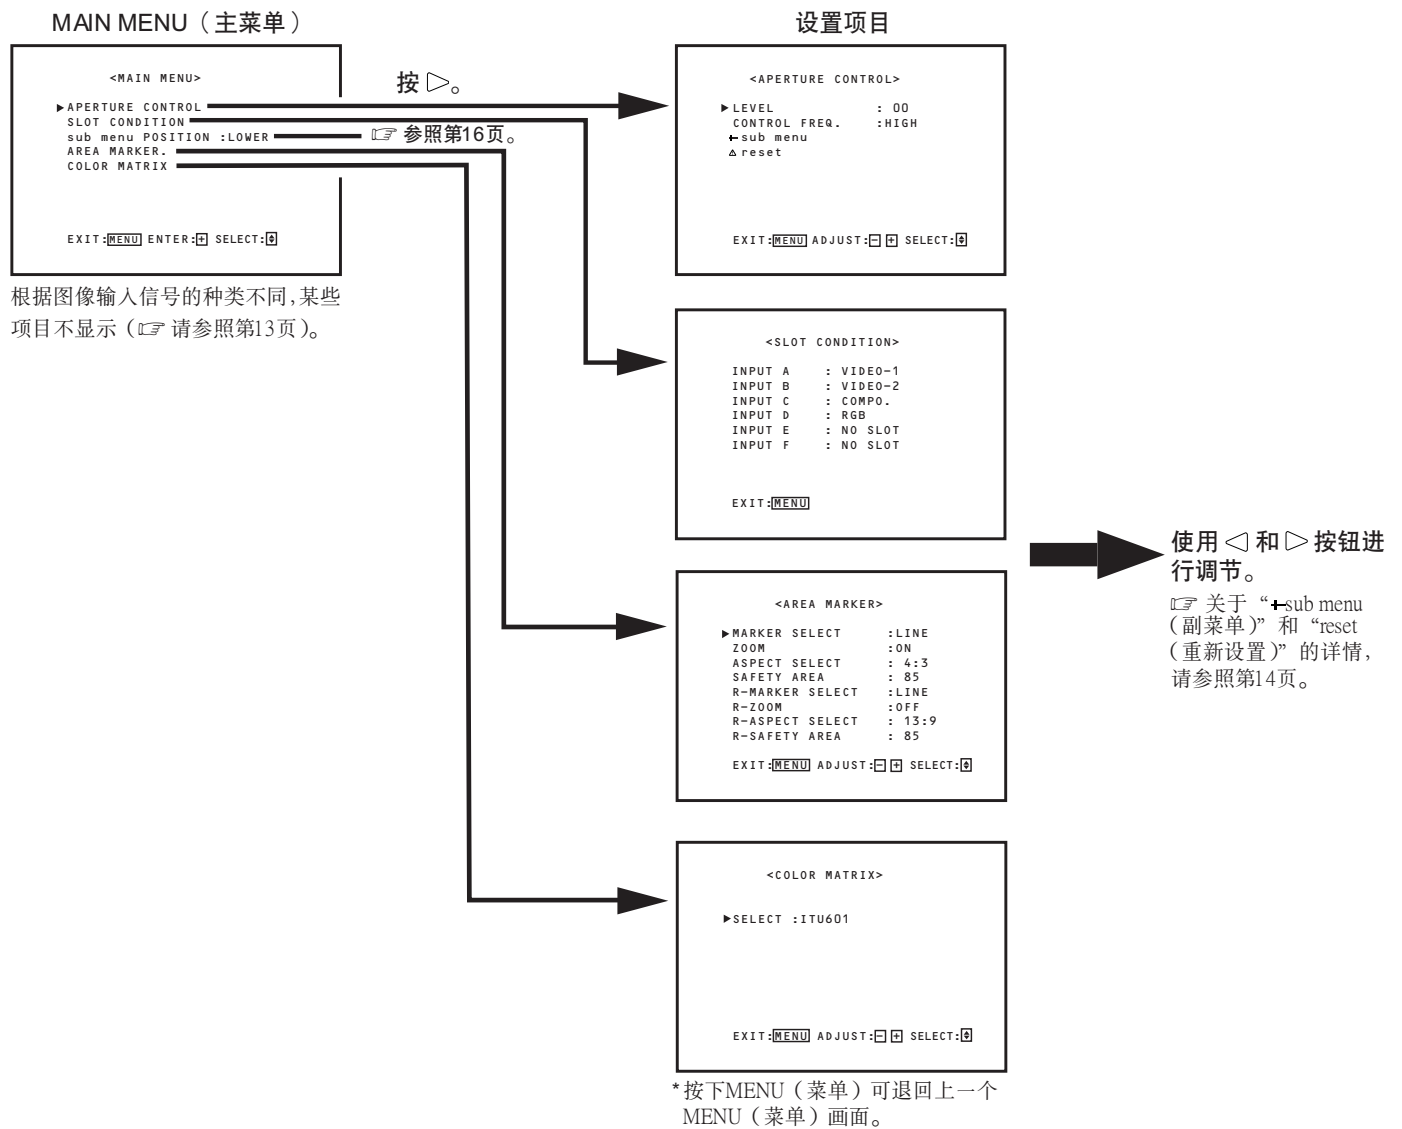 MAIN MENU（主菜单）
<MAIN MENU>
▶APERTURE CONTROL
SLOT CONDITION
sub menu POSITION :LOWER
AREA MARKER.
COLOR MATRIX
EXIT:MENU ENTER:+ SELECT:
根据图像输入信号的种类不同,某些
项目不显示（☞ 请参照第13页）。
按 ▷。
☞ 参照第16页。
设置项目
<APERTURE CONTROL>
▶LEVEL : 00
CONTROL FREQ. :HIGH
sub menu
reset
EXIT:MENU ADJUST:− + SELECT:
<SLOT CONDITION>
INPUT A : VIDEO-1
INPUT B : VIDEO-2
INPUT C : COMPO.
INPUT D : RGB
INPUT E : NO SLOT
INPUT F : NO SLOT
EXIT:MENU
<AREA MARKER>
▶MARKER SELECT :LINE
ZOOM :ON
ASPECT SELECT : 4:3
SAFETY AREA : 85
R-MARKER SELECT :LINE
R-ZOOM :OFF
R-ASPECT SELECT : 13:9
R-SAFETY AREA : 85
EXIT:MENU ADJUST:− + SELECT:
<COLOR MATRIX>
▶SELECT :ITU601
EXIT:MENU ADJUST:− + SELECT:
*按下MENU（菜单）可退回上一个
MENU（菜单）画面。
使用 ◁ 和 ▷ 按钮进
行调节。
☞ 关于“sub menu
（副菜单)”和“reset
（重新设置)”的详情,
请参照第14页。